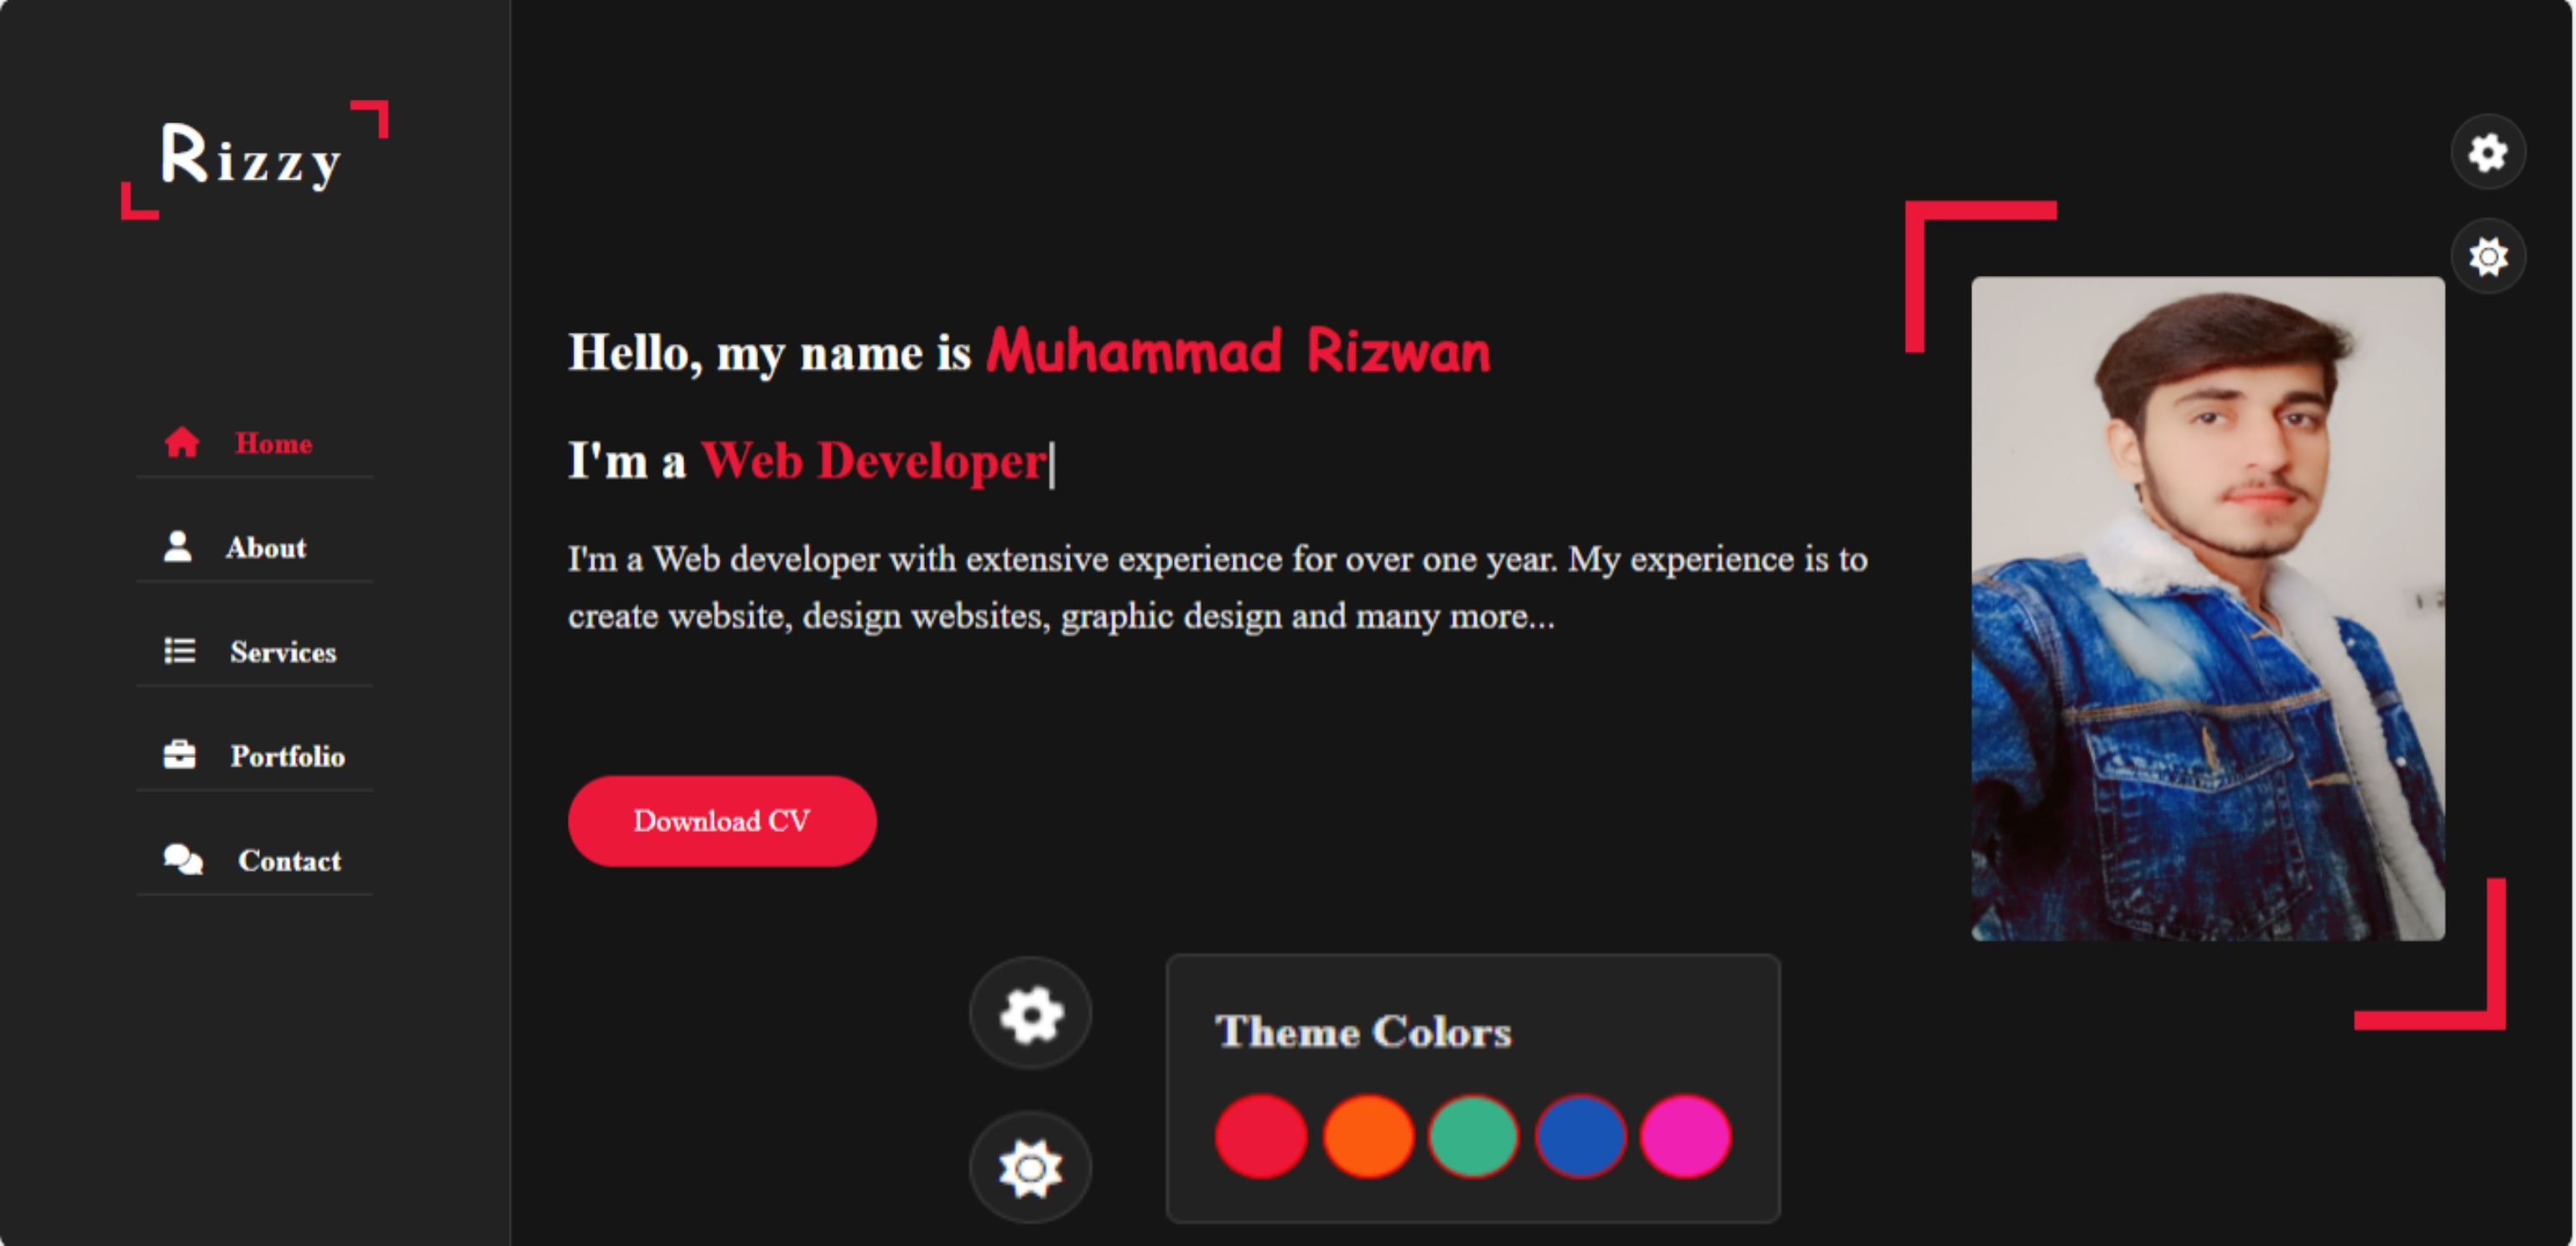 Rizzy
Home
About
Services
Portfolio
Contact
Hello, my name is Muhammad Rizwan
I'm a Web Developer|
I'm a Web developer with extensive experience for over one year. My experience is to
create website, design websites, graphic design and many more...
Download CV
Theme Colors